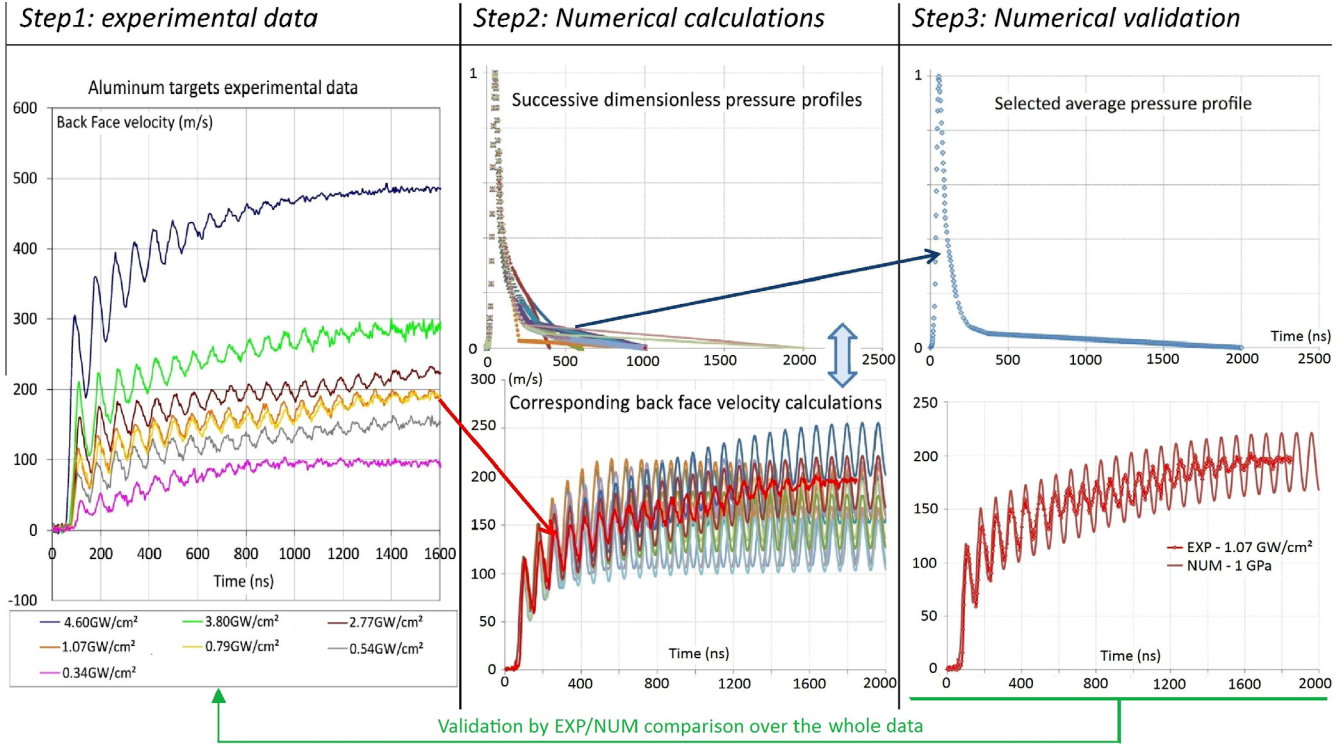 Step1: experimental data
Step2: Numerical calculations
Step3: Numerical validation
Aluminum targets experimental data
Back Face velocity (m/s)
600
500
400
300
200
100
0
-100
0
200
400
600
800
1000
1200
1400
1600
Time (ns)
4.60GW/cm²
3.80GW/cm²
2.77GW/cm²
1.07GW/cm²
0.79GW/cm²
0.54GW/cm²
0.34GW/cm²
Successive dimensionless pressure profiles
1
0
0
500
1000
1500
2000
2500
(m/s)
Corresponding back face velocity calculations
300
250
200
150
100
50
0
Time (ns)
0
400
800
1200
1600
2000
Selected average pressure profile
1
0
Time (ns)
0
500
1000
1500
2000
2500
250
200
150
100
50
0
EXP - 1.07 GW/cm²
NUM - 1 GPa
Time (ns)
0
400
800
1200
1600
2000
Validation by EXP/NUM comparison over the whole data